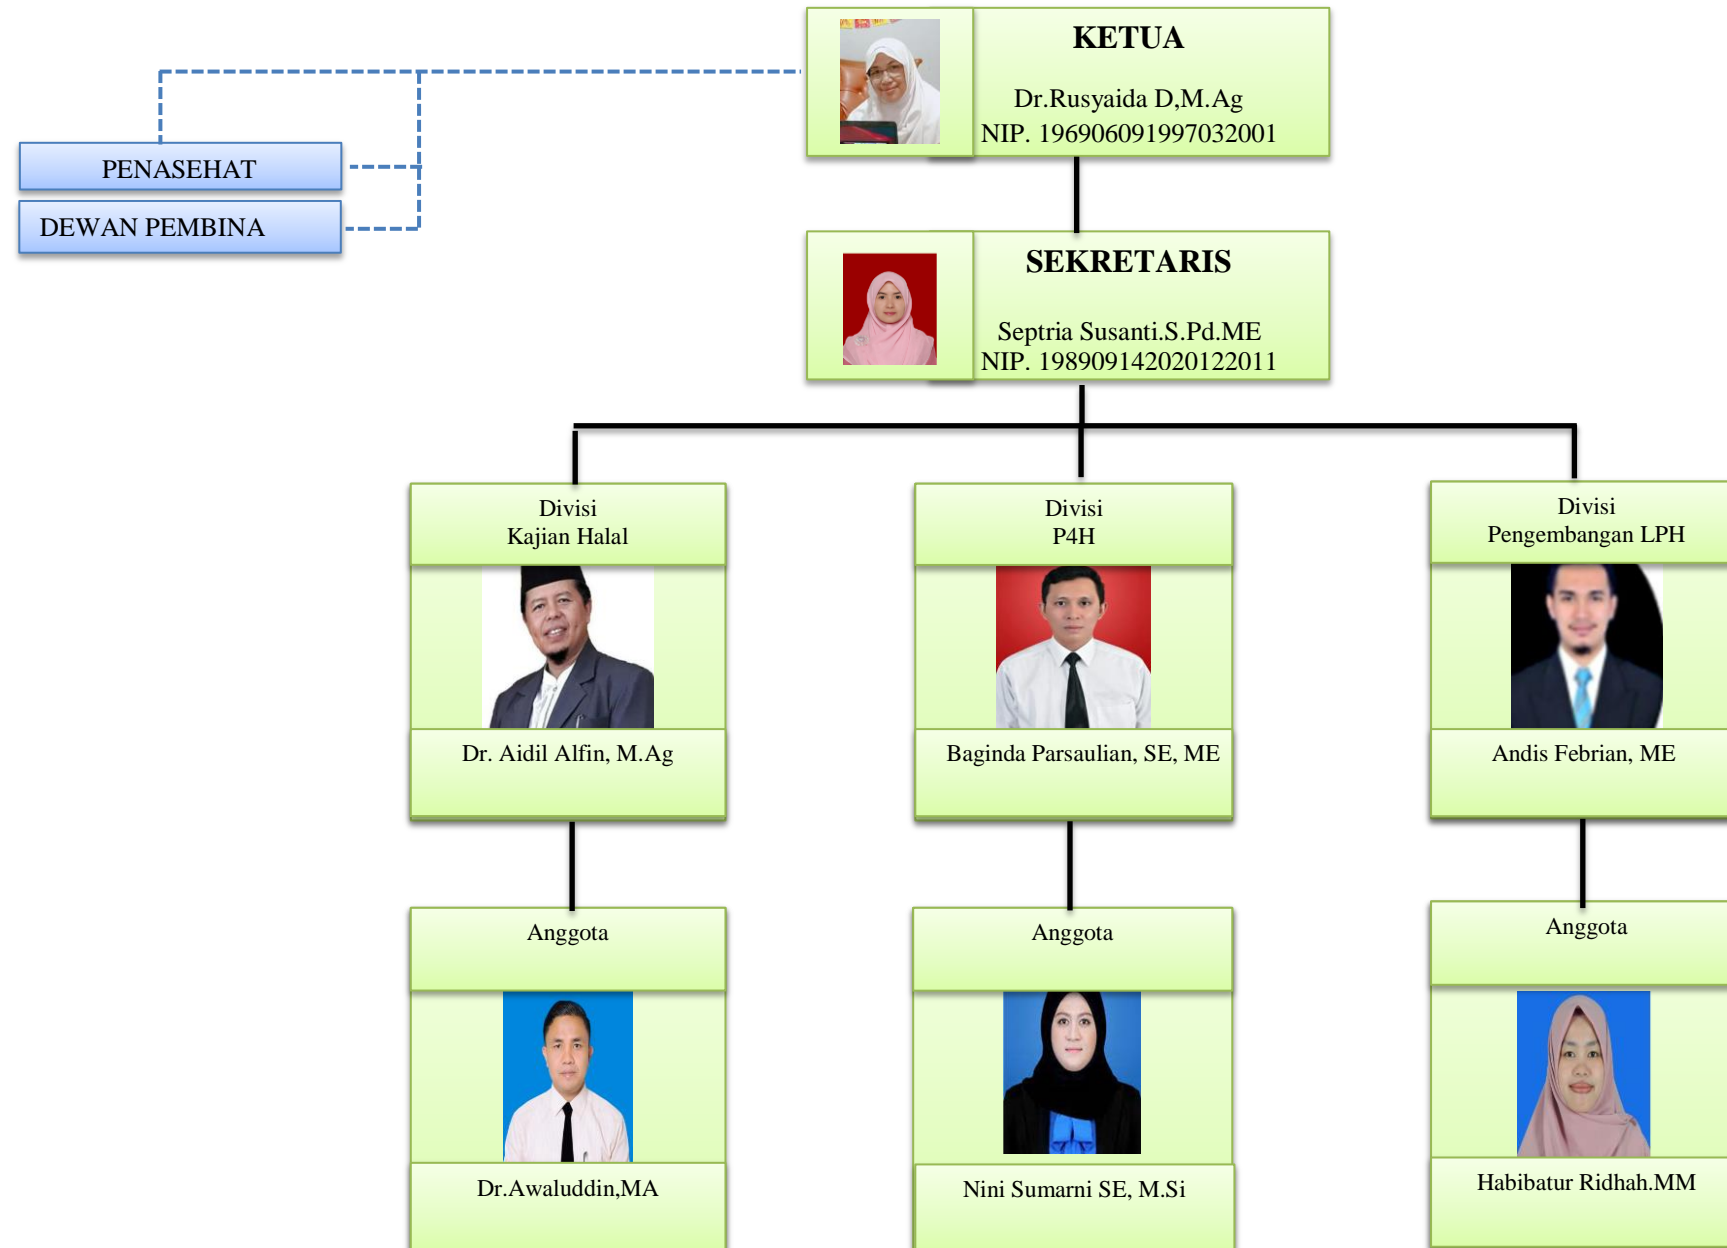 KETUA
Dr.Rusyaida D,M.Ag
NIP. 196906091997032001
PENASEHAT
DEWAN PEMBINA
SEKRETARIS
Septria Susanti.S.Pd.ME
NIP. 198909142020122011
Divisi
Kajian Halal
Dr. Aidil Alfin, M.Ag
Divisi
P4H
Baginda Parsaulian, SE, ME
Divisi
Pengembangan LPH
Andis Febrian, ME
Anggota
Dr.Awaluddin,MA
Anggota
Nini Sumarni SE, M.Si
Anggota
Habibatur Ridhah.MM